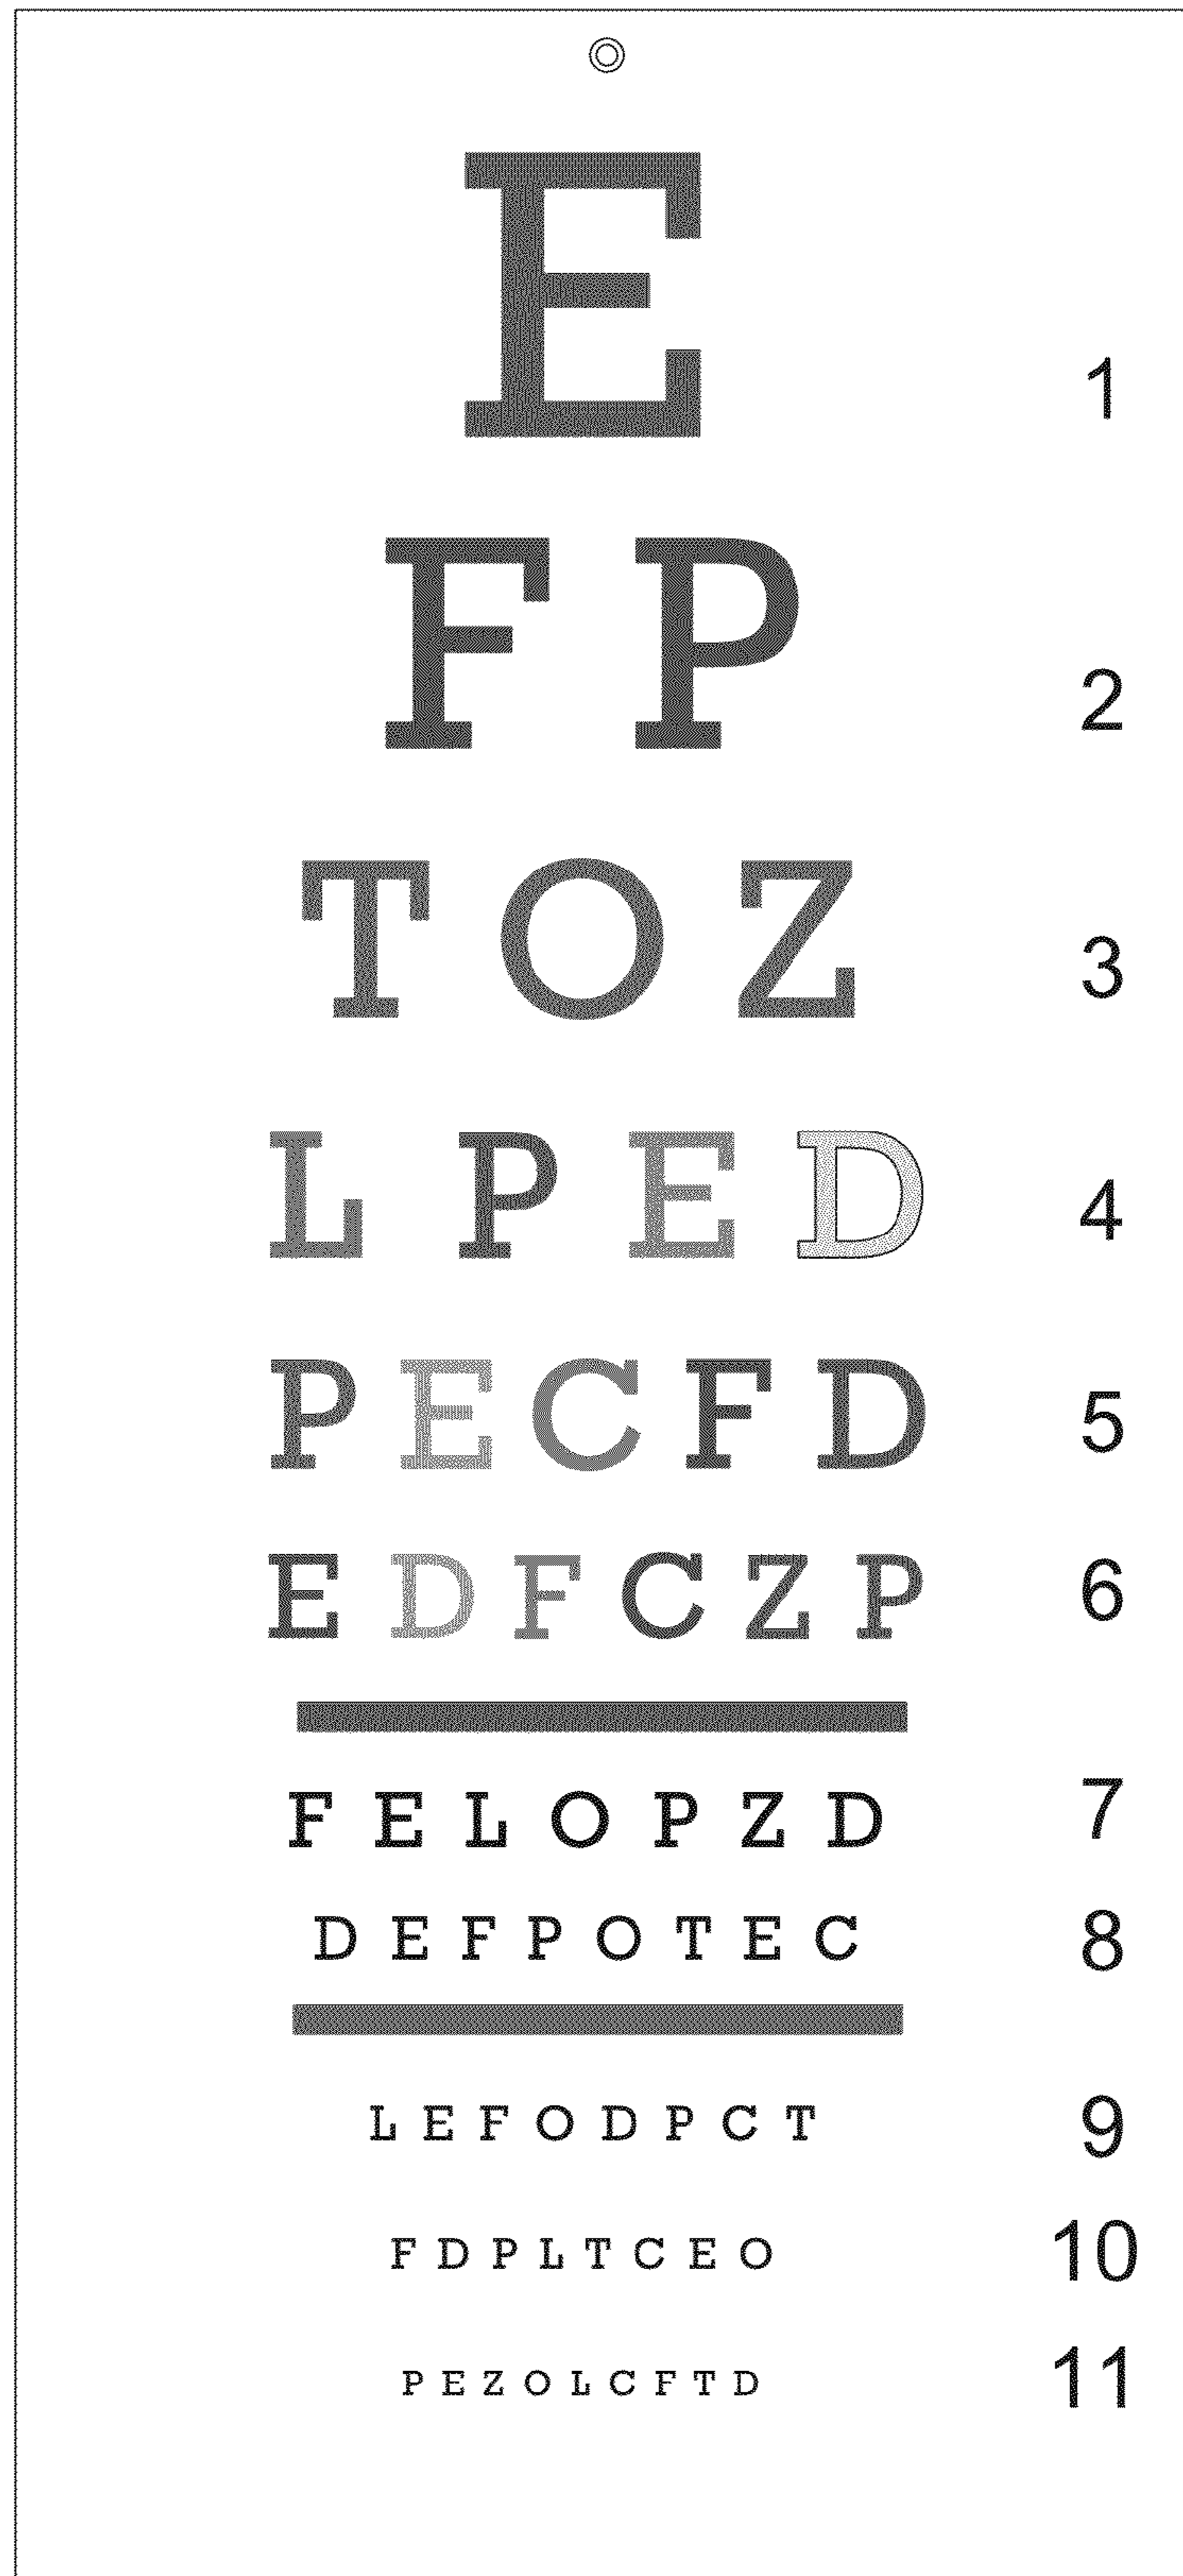 E 1
F P 2
T O Z 3
L P E D 4
P E C F D 5
E D F C Z P 6
F E L O P Z D 7
D E F P O T E C 8
L E F O D P C T 9
F D P L T C E O 10
P E Z O L C F T D 11